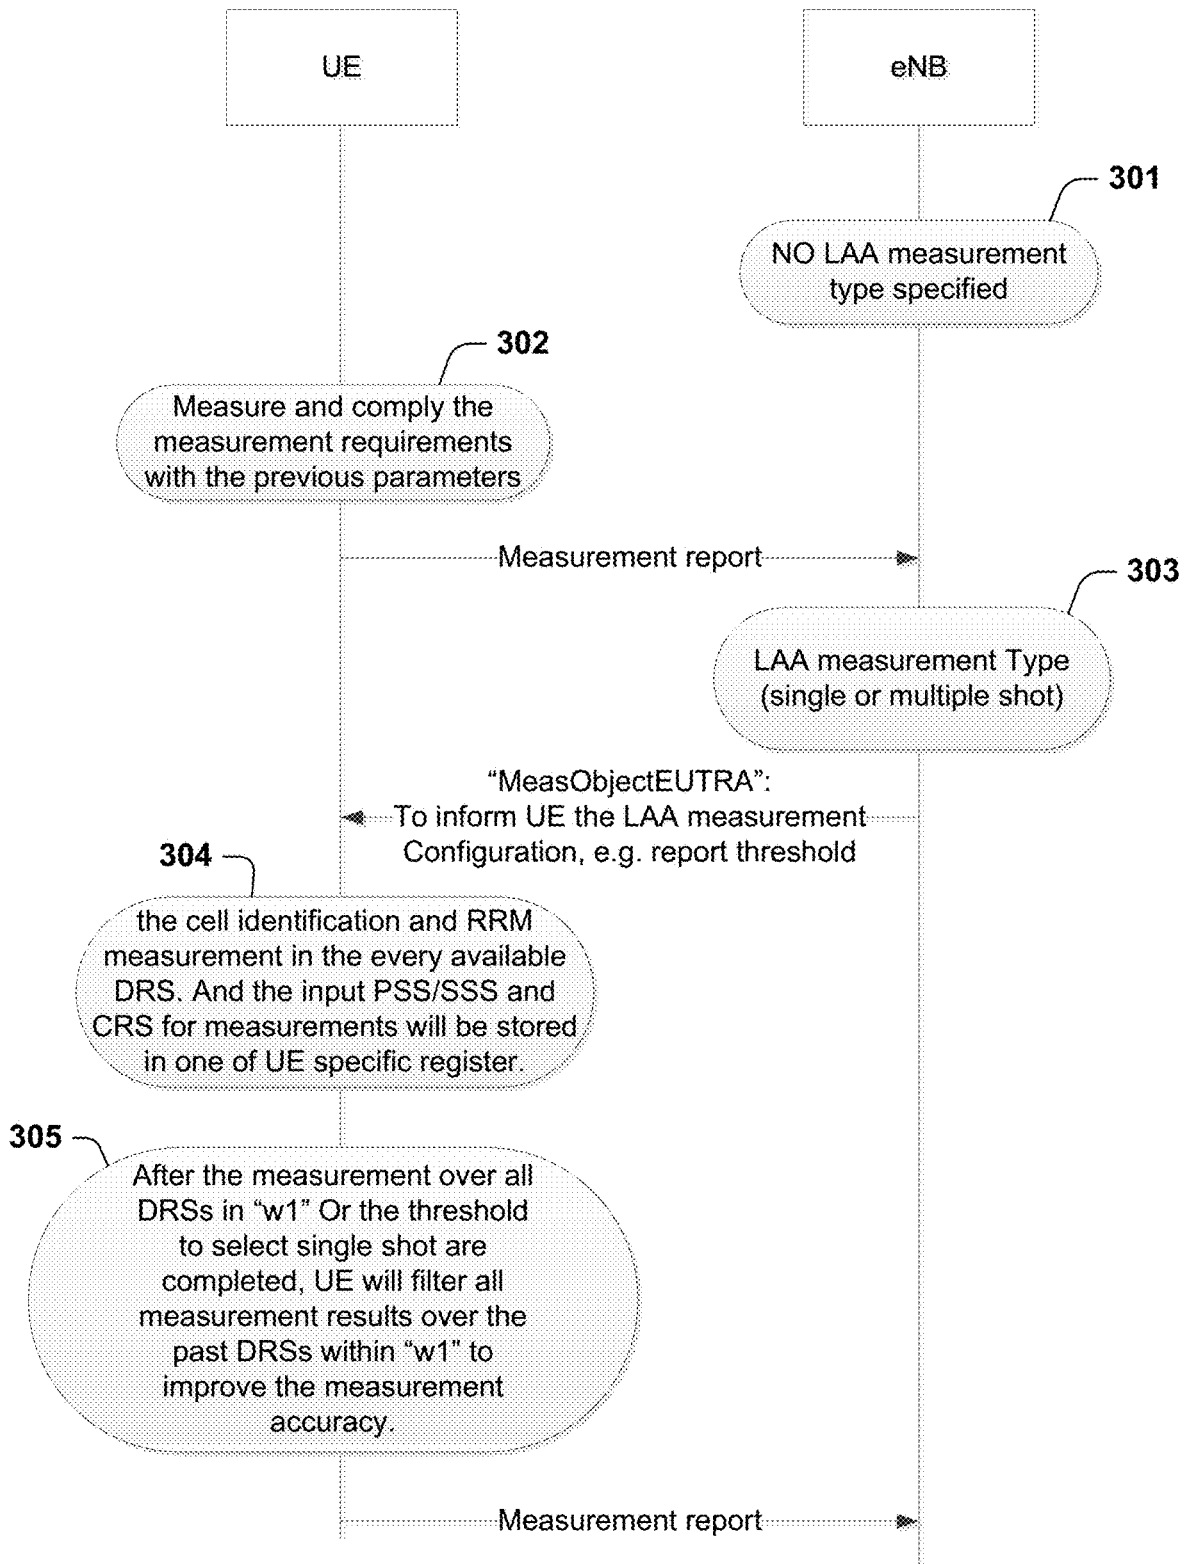 UE
eNB
301
NO LAA measurement
type specified
302
Measure and comply the
measurement requirements
with the previous parameters
Measurement report
303
LAA measurement Type
(single or multiple shot)
“MeasObjectEUTRA”:
To inform UE the LAA measurement
Configuration, e.g. report threshold
304
the cell identification and RRM
measurement in the every available
DRS. And the input PSS/SSS and
CRS for measurements will be stored
in one of UE specific register.
305
After the measurement over all
DRSs in “w1” Or the threshold
to select single shot are
completed, UE will filter all
measurement results over the
past DRSs within “w1” to
improve the measurement
accuracy.
Measurement report